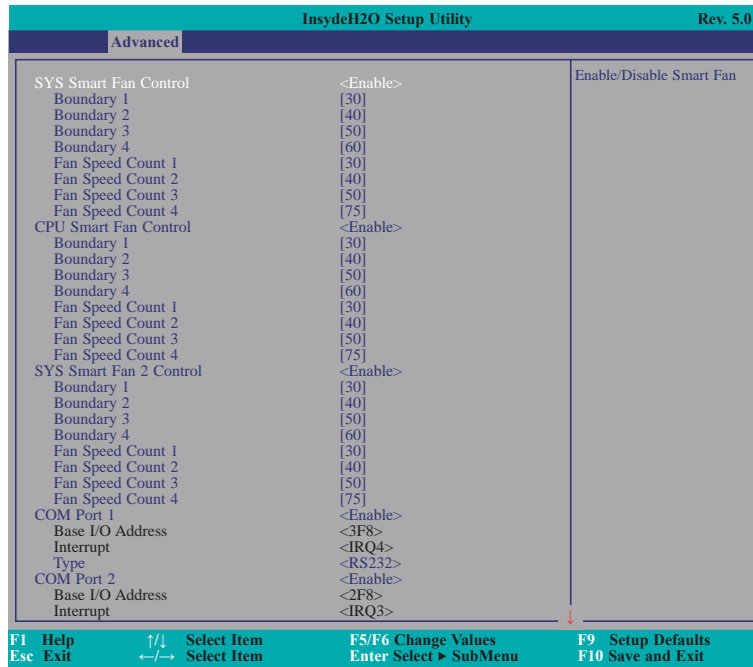 InsydeH2O Setup Utility Rev. 5.0
Advanced
SYS Smart Fan Control <Enable> Enable/Disable Smart Fan
Boundary 1 [30]
Boundary 2 [40]
Boundary 3 [50]
Boundary 4 [60]
Fan Speed Count 1 [30]
Fan Speed Count 2 [40]
Fan Speed Count 3 [50]
Fan Speed Count 4 [75]
CPU Smart Fan Control <Enable>
Boundary 1 [30]
Boundary 2 [40]
Boundary 3 [50]
Boundary 4 [60]
Fan Speed Count 1 [30]
Fan Speed Count 2 [40]
Fan Speed Count 3 [50]
Fan Speed Count 4 [75]
SYS Smart Fan 2 Control <Enable>
Boundary 1 [30]
Boundary 2 [40]
Boundary 3 [50]
Boundary 4 [60]
Fan Speed Count 1 [30]
Fan Speed Count 2 [40]
Fan Speed Count 3 [50]
Fan Speed Count 4 [75]
COM Port 1 <Enable>
Base I/O Address <3F8>
Interrupt <IRQ4>
Type <RS232>
COM Port 2 <Enable>
Base I/O Address <2F8>
Interrupt <IRQ3> ↓
F1 Help ↑/↓ Select Item F5/F6 Change Values F9 Setup Defaults
Esc Exit ←/→ Select Item Enter Select ► SubMenu F10 Save and Exit